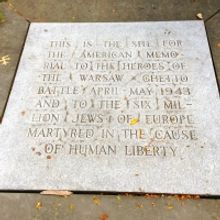 THIS IS THE SITE FOR
THE AMERICAN MEMO-
RIAL TO THE HEROES OF
THE WARSAW GHETTO
BATTLE APRIL-MAY 1943
AND TO THE SIX MIL-
LION JEWS OF EUROPE
MARTYRED IN THE CAUSE
OF HUMAN LIBERTY